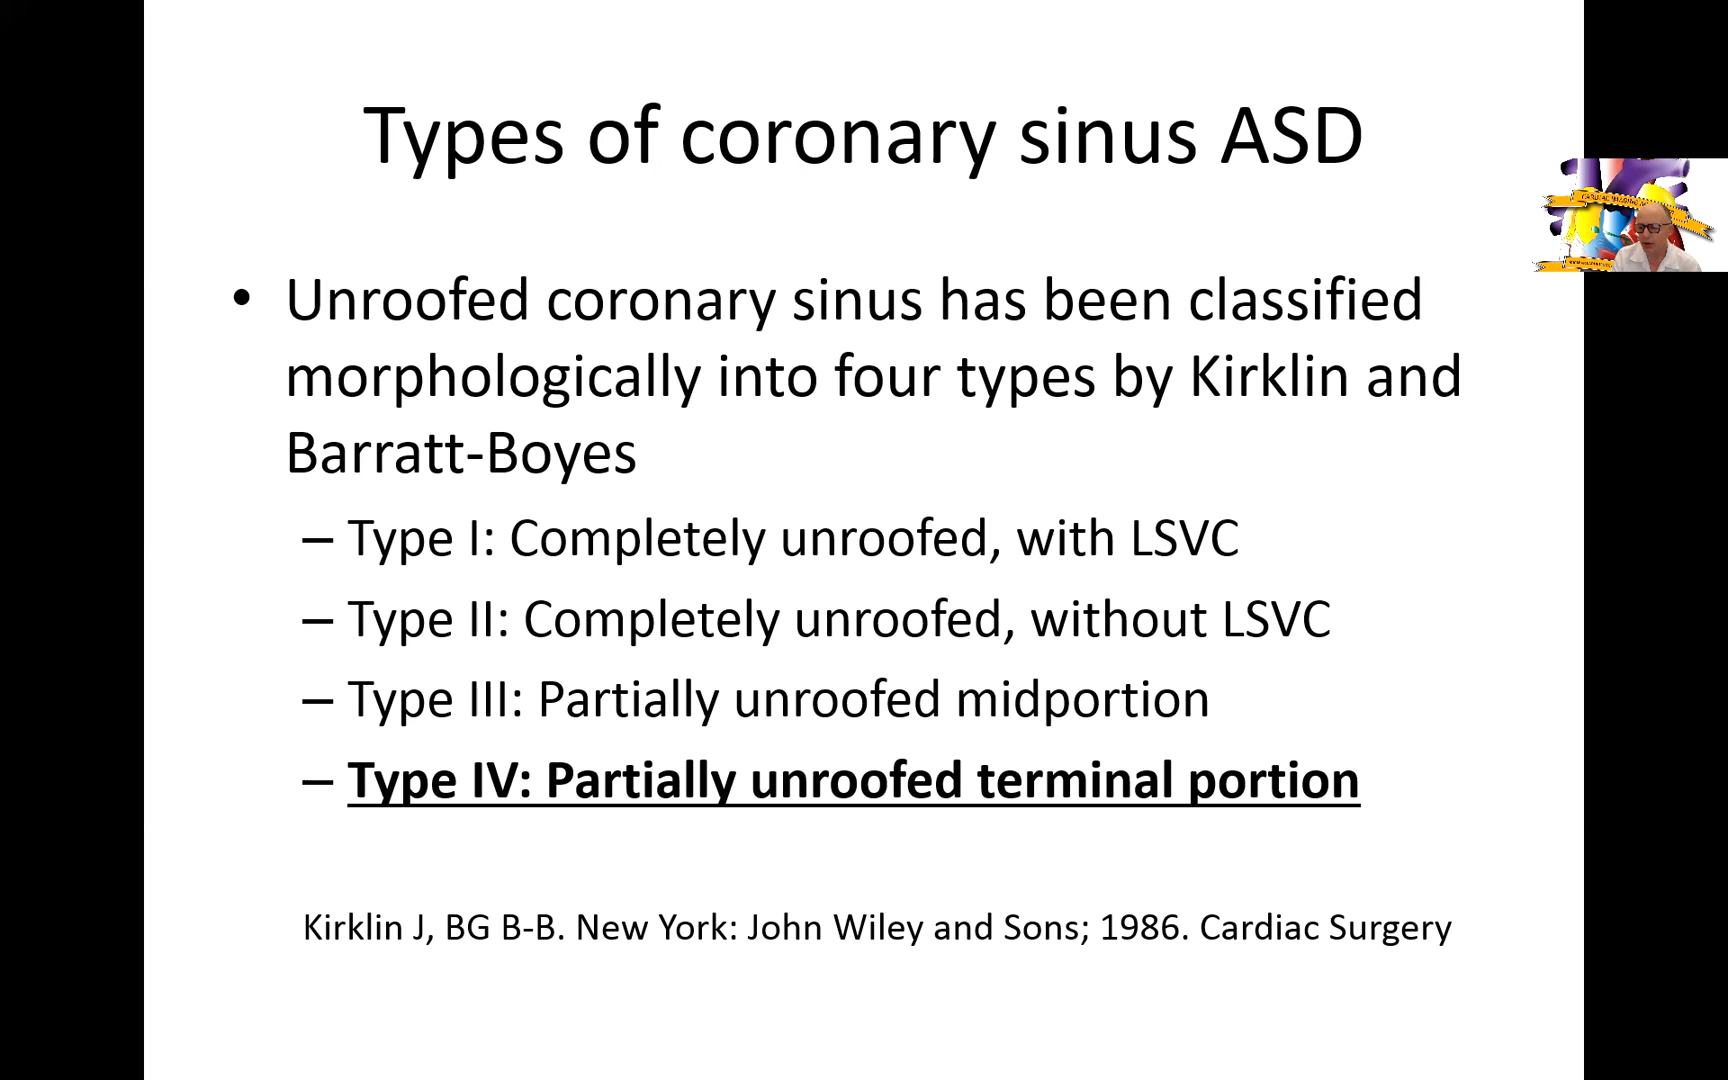 Types of coronary sinus ASD
• Unroofed coronary sinus has been classified
morphologically into four types by Kirklin and
Barratt-Boyes
– Type I: Completely unroofed, with LSVC
– Type II: Completely unroofed, without LSVC
– Type III: Partially unroofed midportion
– Type IV: Partially unroofed terminal portion
Kirklin J, BG B-B. New York: John Wiley and Sons; 1986. Cardiac Surgery